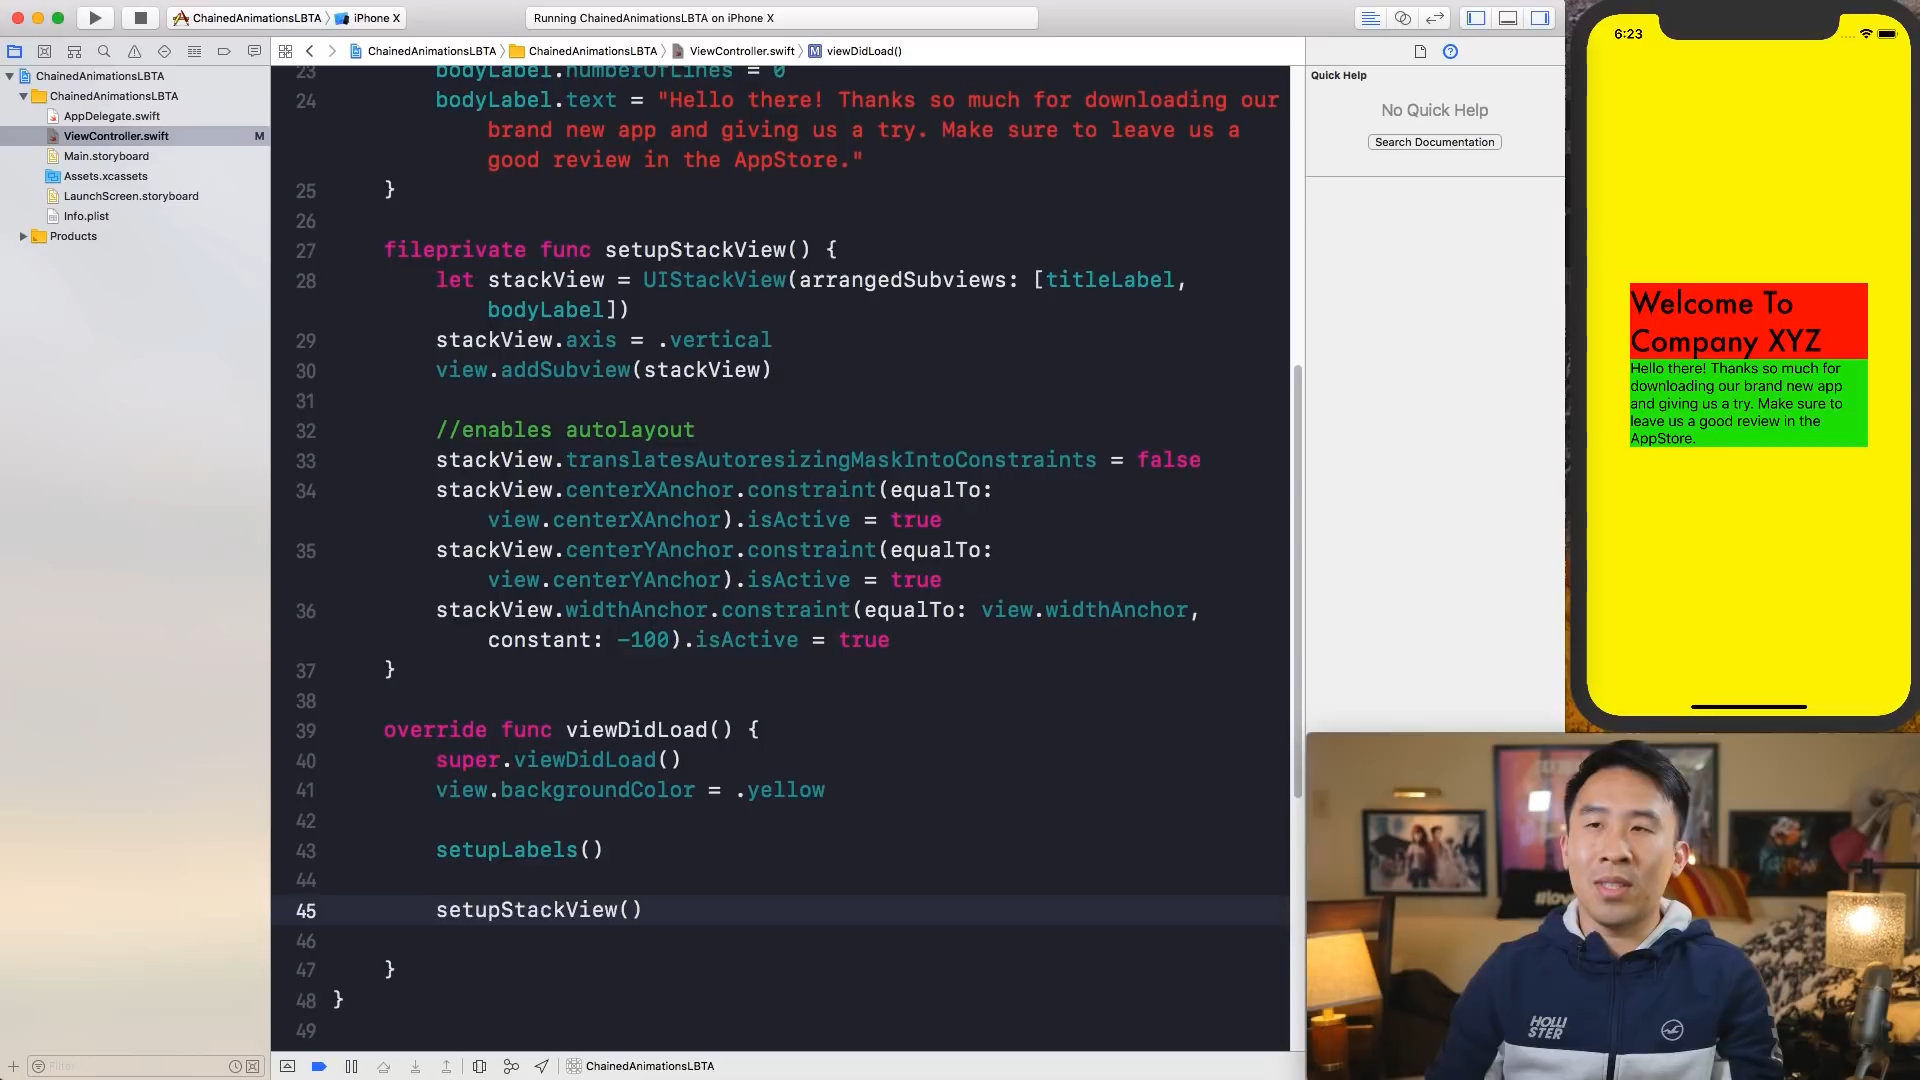 ChainedAnimationsLBTA
iPhone X
Running ChainedAnimationsLBTA on iPhone X
ChainedAnimationsLBTA
ChainedAnimationsLBTA
AppDelegate.swift
ViewController.swift
M
Main.storyboard
Assets.xcassets
LaunchScreen.storyboard
Info.plist
Products
Filter
ChainedAnimationsLBTA
ChainedAnimationsLBTA
ViewController.swift
M
viewDidLoad()
23 bodyLabel.numberOfLines = 0
24 bodyLabel.text = "Hello there! Thanks so much for downloading our
brand new app and giving us a try. Make sure to leave us a
good review in the AppStore."
25 }
26
27 fileprivate func setupStackView() {
28 let stackView = UIStackView(arrangedSubviews: [titleLabel,
bodyLabel])
29 stackView.axis = .vertical
30 view.addSubview(stackView)
31
32 //enables autolayout
33 stackView.translatesAutoresizingMaskIntoConstraints = false
34 stackView.centerXAnchor.constraint(equalTo:
view.centerXAnchor).isActive = true
35 stackView.centerYAnchor.constraint(equalTo:
view.centerYAnchor).isActive = true
36 stackView.widthAnchor.constraint(equalTo: view.widthAnchor,
constant: -100).isActive = true
37 }
38
39 override func viewDidLoad() {
40 super.viewDidLoad()
41 view.backgroundColor = .yellow
42
43 setupLabels()
44
45 setupStackView()
46
47 }
48 }
49
ChainedAnimationsLBTA
Quick Help
No Quick Help
Search Documentation
6:23
Welcome To
Company XYZ
Hello there! Thanks so much for
downloading our brand new app
and giving us a try. Make sure to
leave us a good review in the
AppStore.
HOLLI
STER